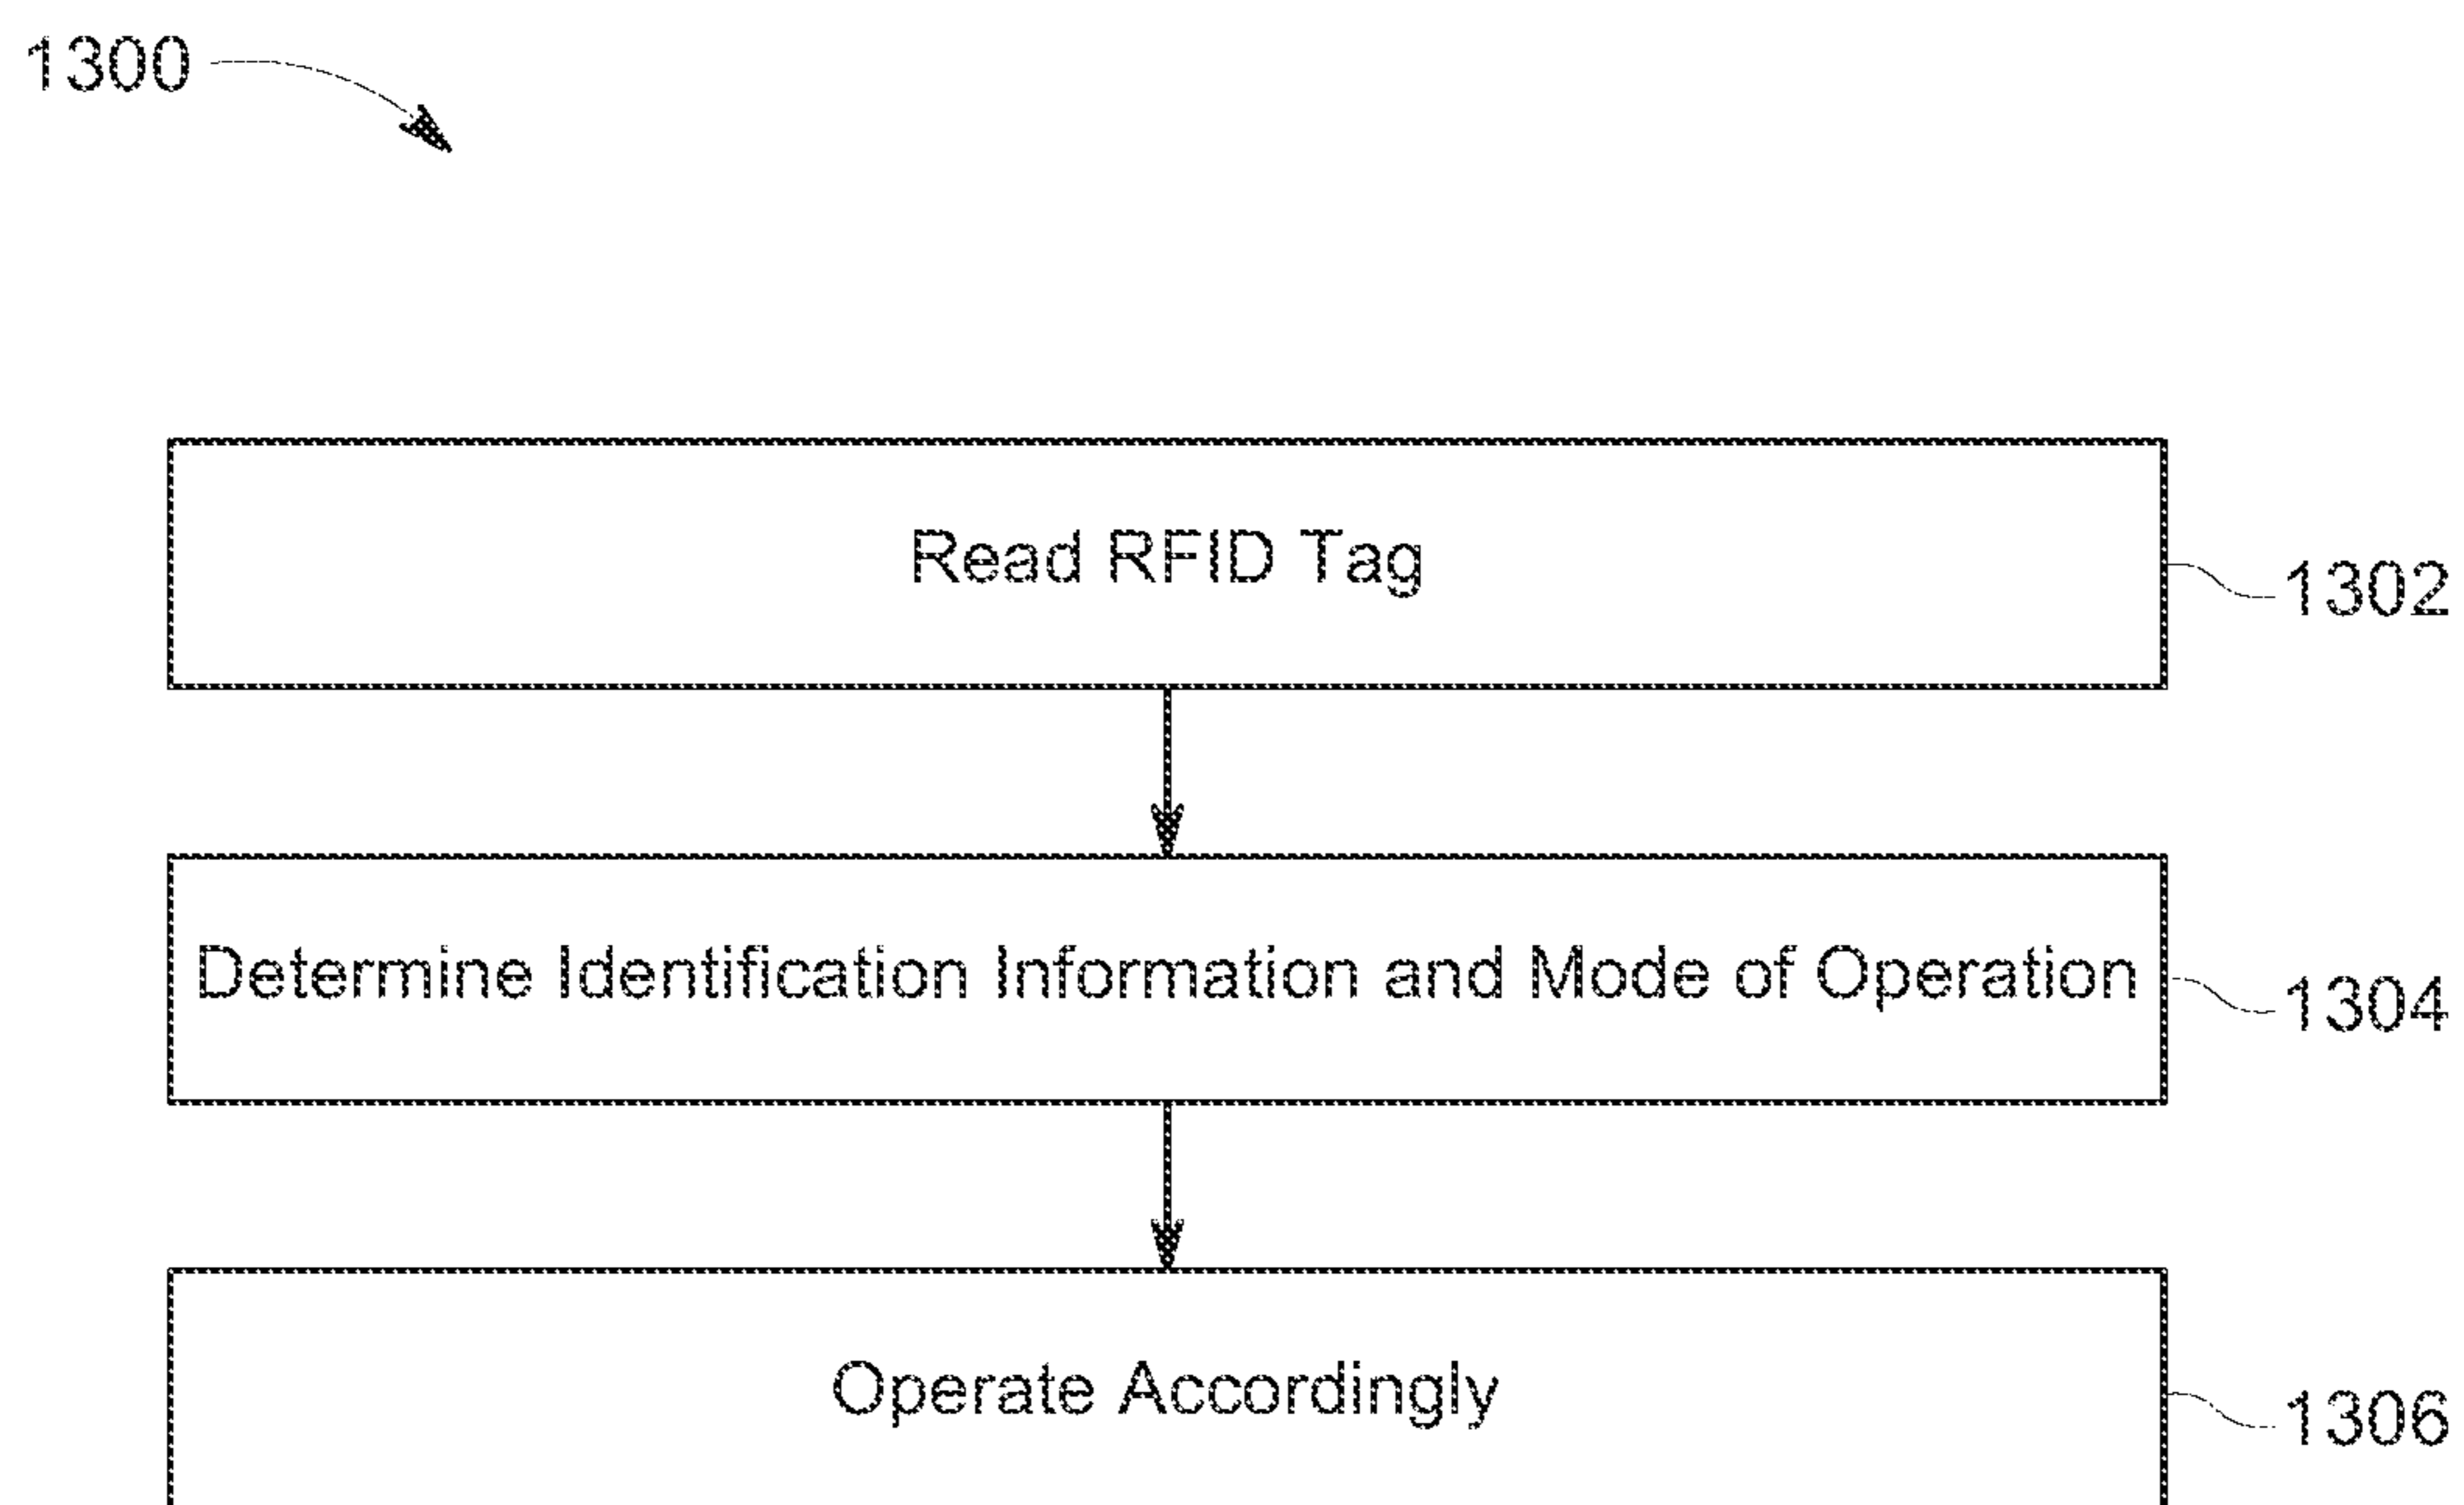 1300
Read RFID Tag
1302
Determine Identification Information and Mode of Operation
1304
Operate Accordingly
1306